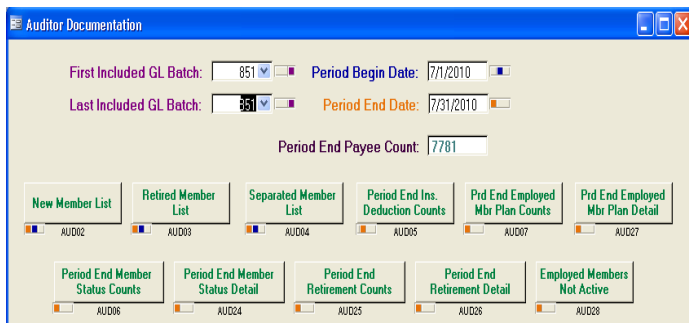 Auditor Documentation
First Included GL Batch: 851 Period Begin Date: 7/1/2010
Last Included GL Batch: 851 Period End Date: 7/31/2010
Period End Payee Count: 7781
New Member List Retired Member List Separated Member List Period End Ins. Deduction Counts Prd End Employed Mbr Plan Counts Prd End Employed Mbr Plan Detail
AUD02 AUD03 AUD04 AUD05 AUD07 AUD27
Period End Member Status Counts Period End Member Status Detail Period End Retirement Counts Period End Retirement Detail Employed Members Not Active
AUD06 AUD24 AUD25 AUD26 AUD28